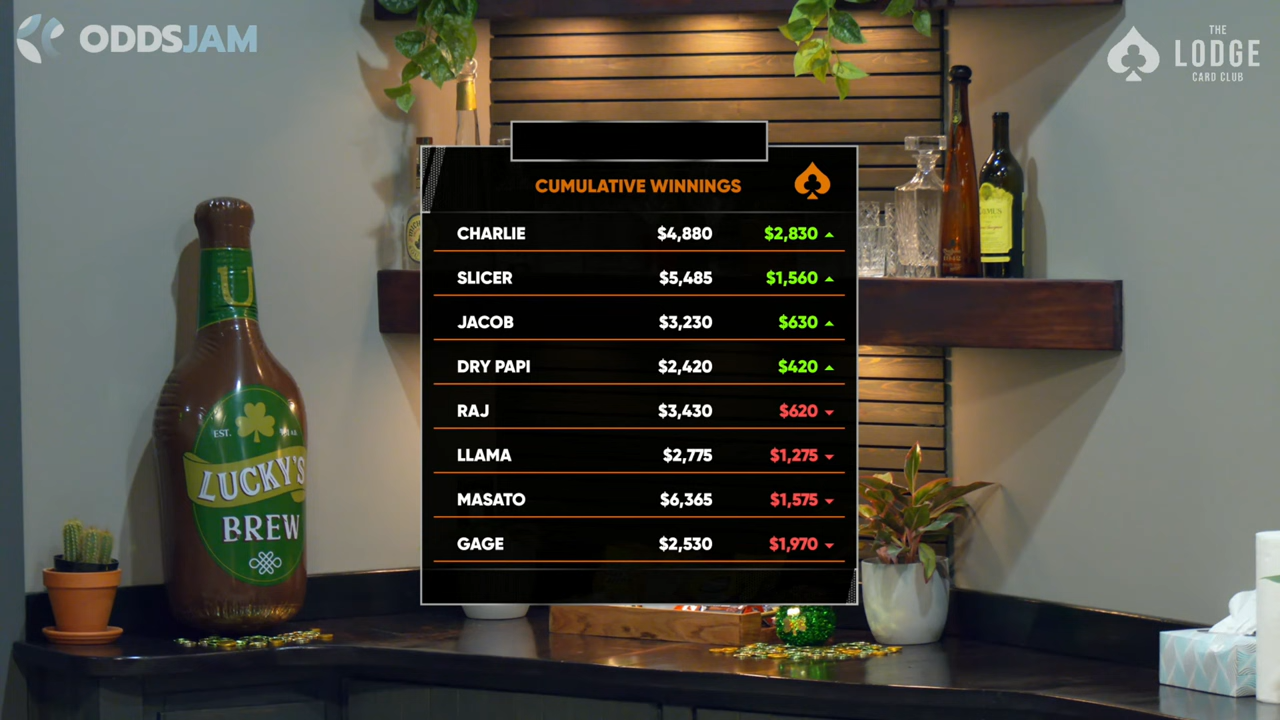 ODDSJAM
THE
LODGE
CARD CLUB
CUMULATIVE WINNINGS
CHARLIE $4,880 $2,830
SLICER $5,485 $1,560
JACOB $3,230 $630
DRY PAPI $2,420 $420
RAJ $3,430 $620
LLAMA $2,775 $1,275
MASATO $6,365 $1,575
GAGE $2,530 $1,970
U
EST.
LUCKY'S
BREW